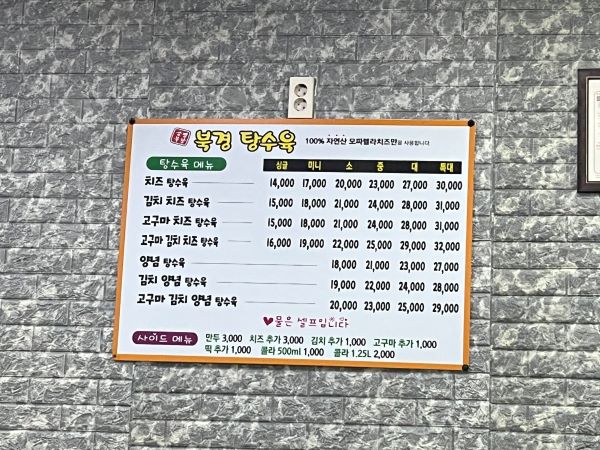 북경 탕수육 100% 자연산 모짜렐라치즈만을 사용합니다
탕수육 메뉴 싱글 미니 소 중 대 특대
치즈 탕수육 14,000 17,000 20,000 23,000 27,000 30,000
김치 치즈 탕수육 15,000 18,000 21,000 24,000 28,000 31,000
고구마 치즈 탕수육 15,000 18,000 21,000 24,000 28,000 31,000
고구마 김치 치즈 탕수육 16,000 19,000 22,000 25,000 29,000 32,000
양념 탕수육 18,000 21,000 23,000 27,000
김치 양념 탕수육 19,000 22,000 24,000 28,000
고구마 김치 양념 탕수육 20,000 23,000 25,000 29,000
물은 셀프입니다
사이드 메뉴 만두 3,000 치즈 추가 3,000 김치 추가 1,000 고구마 추가 1,000
떡 추가 1,000 콜라 500ml 1,000 콜라 1.25L 2,000